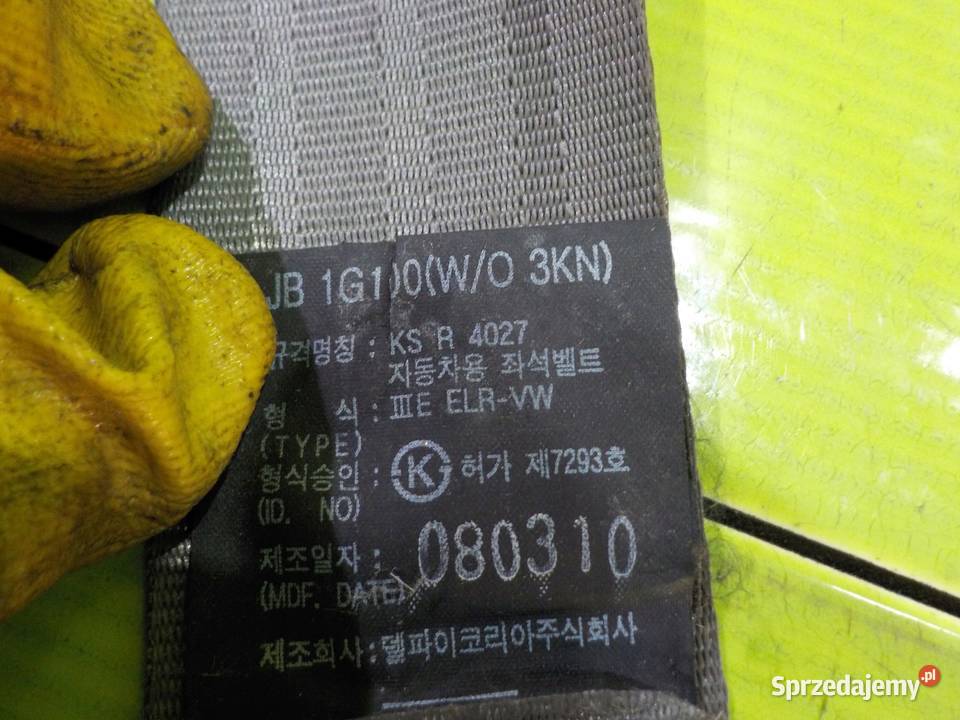 JB 1G100(W/O 3KN)
규격명칭 : KS R 4027
자동차용 좌석벨트
형 식 : ⅢE ELR-VW
(TYPE)
형식승인 : K 허가 제7293호
(ID. NO)
제조일자 : 080310
(MDF. DATE)
제조회사 : 델파이코리아주식회사
Sprzedajemy.pl